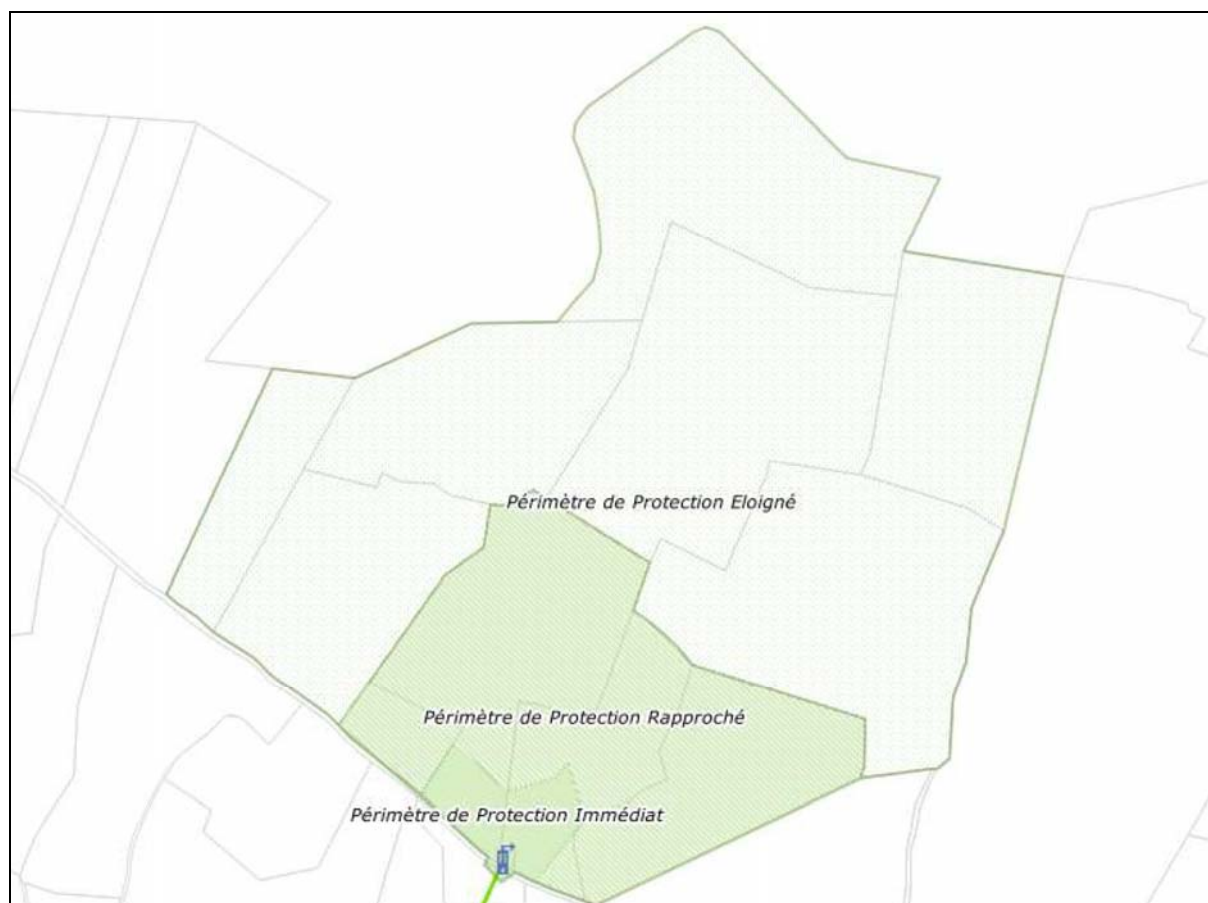 Périmètre de Protection Eloigné
Périmètre de Protection Rapproché
Périmètre de Protection Immédiat